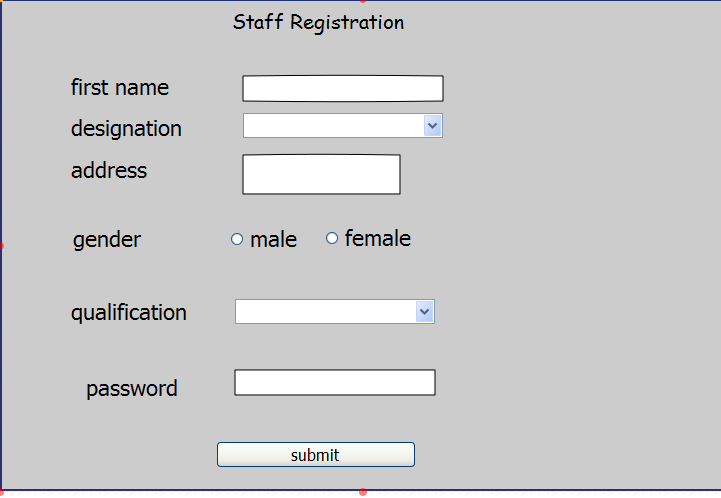 Staff Registration
first name
designation
address
gender male female
qualification
password
submit